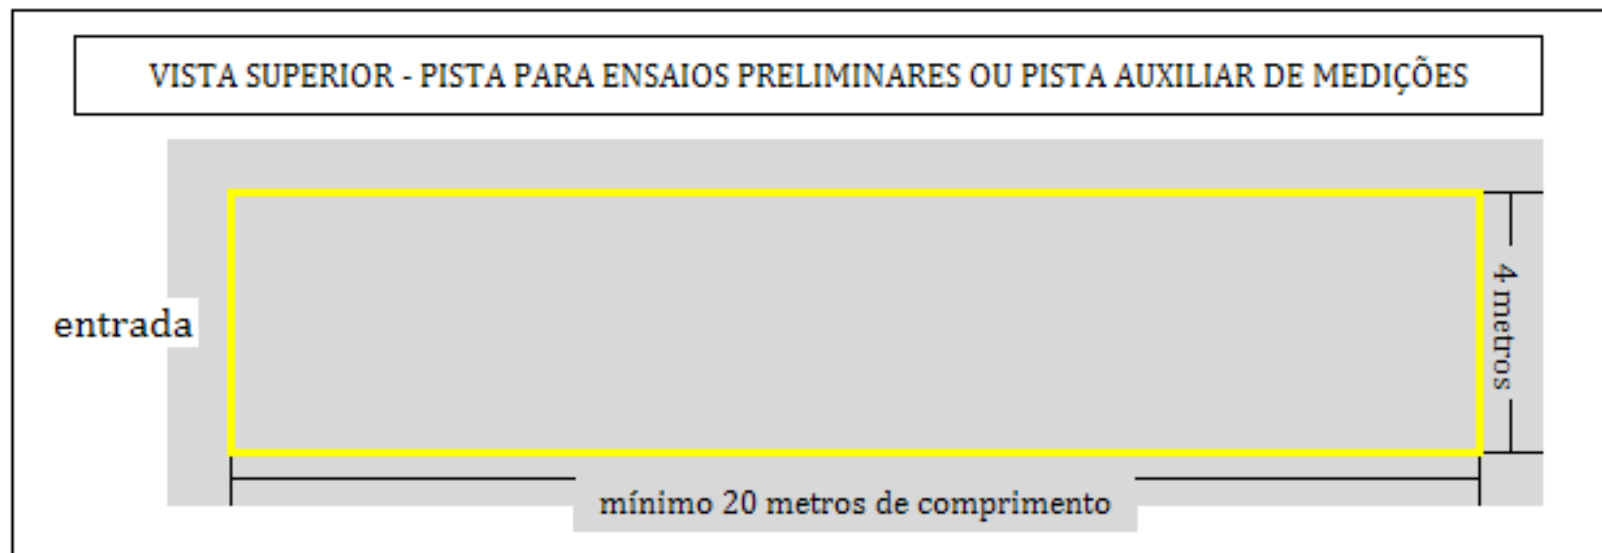 VISTA SUPERIOR - PISTA PARA ENSAIOS PRELIMINARES OU PISTA AUXILIAR DE MEDIÇÕES
entrada
4 metros
mínimo 20 metros de comprimento